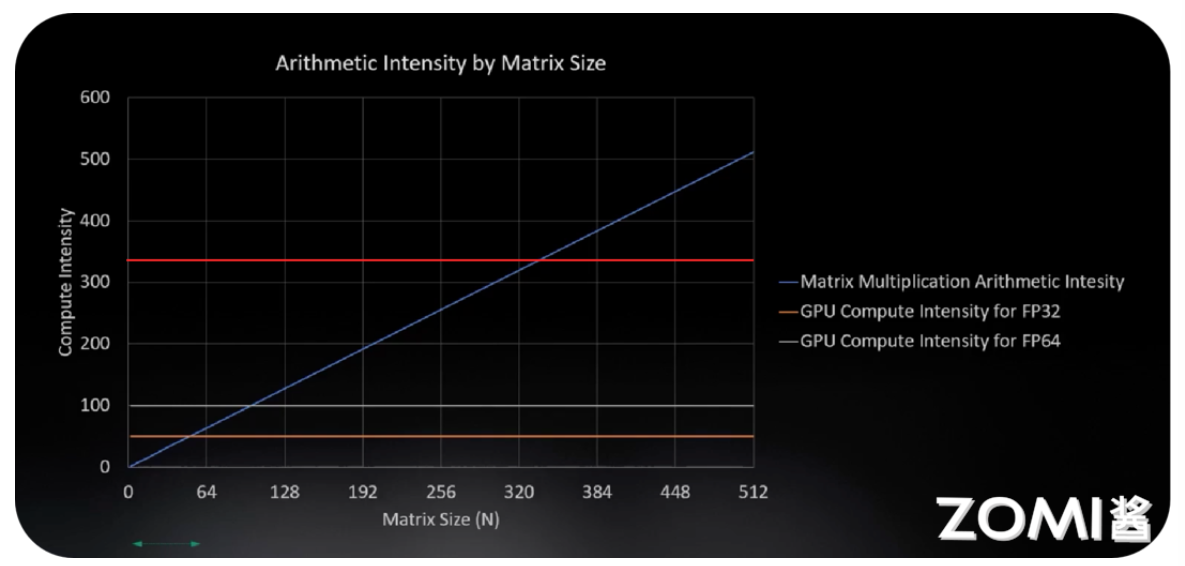 Arithmetic Intensity by Matrix Size
600
500
400
300
200
100
0
Compute Intensity
0 64 128 192 256 320 384 448 512
Matrix Size (N)
Matrix Multiplication Arithmetic Intesity
GPU Compute Intensity for FP32
GPU Compute Intensity for FP64
ZOMI酱